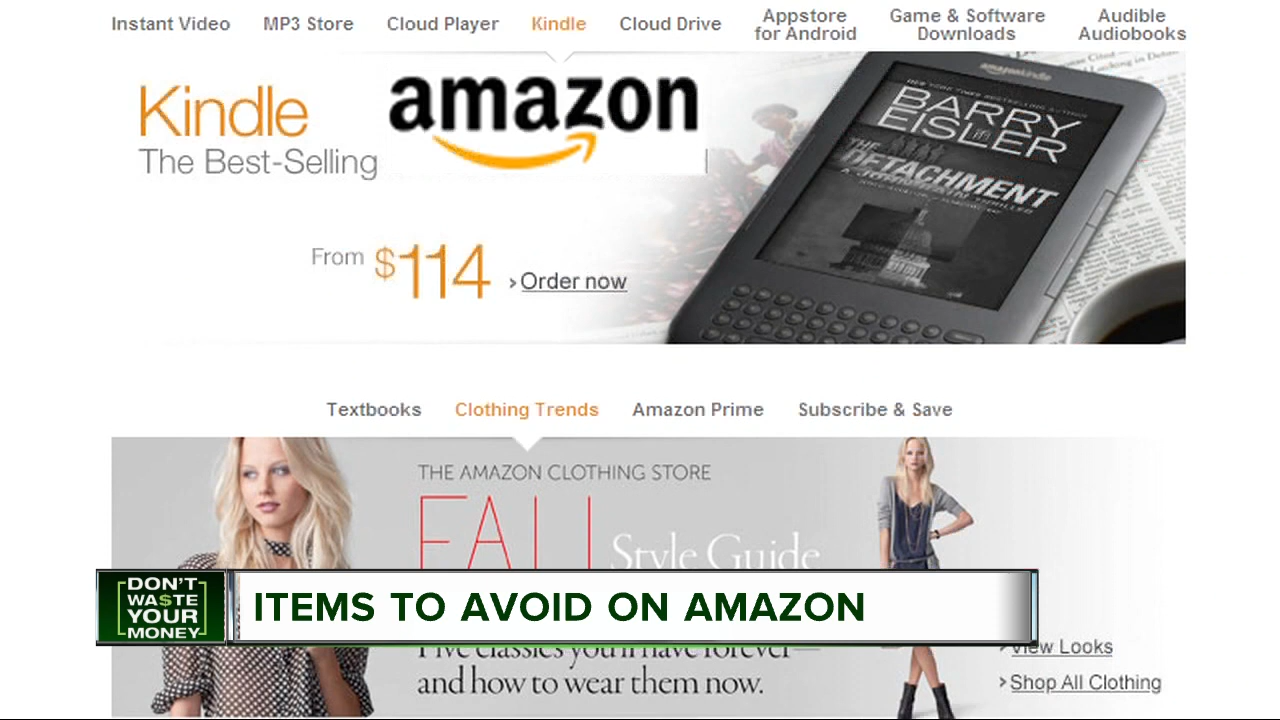 Instant Video MP3 Store Cloud Player Kindle Cloud Drive Appstore for Android Game & Software Downloads Audible Audiobooks
Kindle
amazon
The Best-Selling
From $114 Order now
amazonkindle
BARRY
EISLER
THE
DETACHMENT
Textbooks Clothing Trends Amazon Prime Subscribe & Save
THE AMAZON CLOTHING STORE
FALL Style Guide
DON'T
WA$TE
YOUR
MONEY
ITEMS TO AVOID ON AMAZON
Five classics you'll have forever—
and how to wear them now.
View Looks
Shop All Clothing